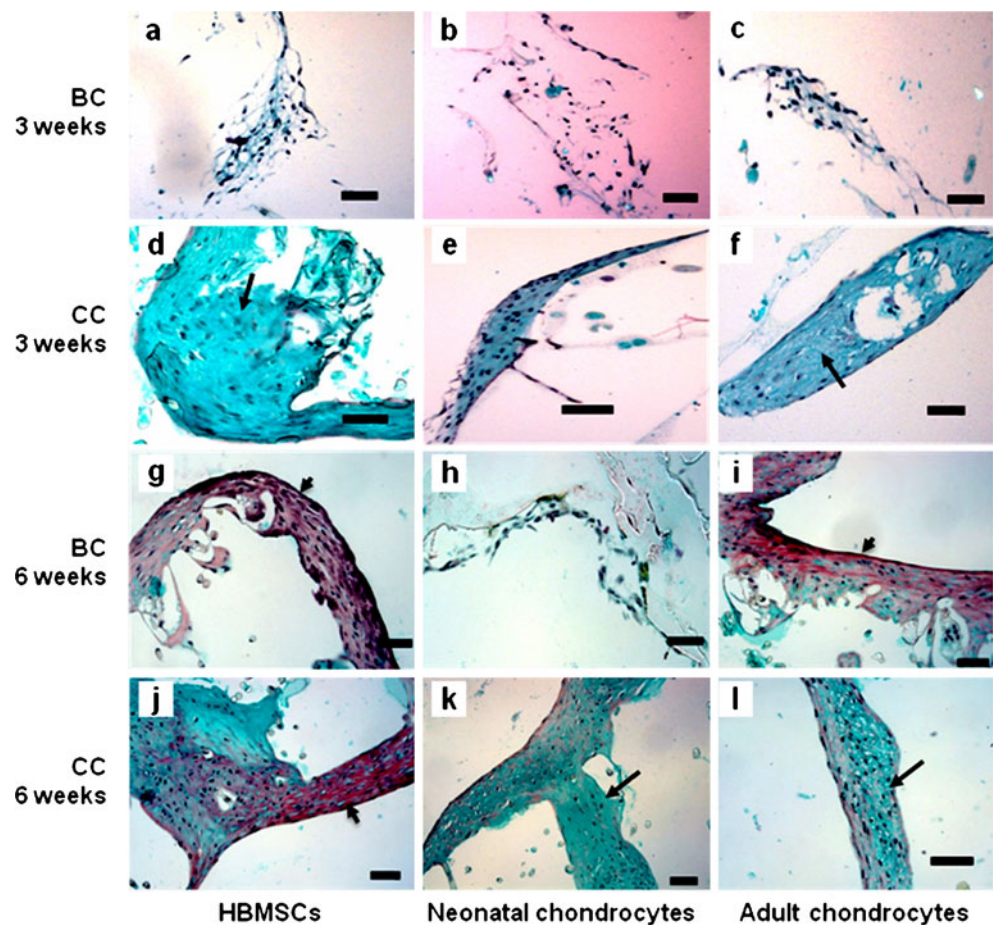 a
b
c
BC
3 weeks
d
e
f
CC
3 weeks
g
h
i
BC
6 weeks
j
k
l
CC
6 weeks
HBMSCs
Neonatal chondrocytes
Adult chondrocytes